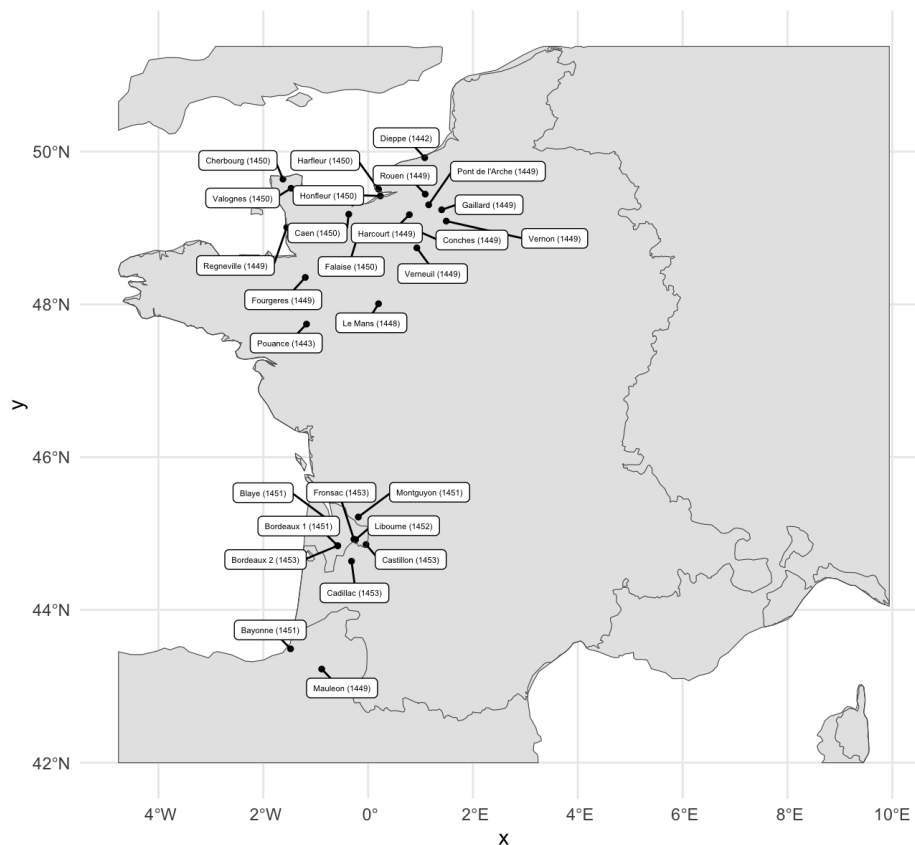 Dieppe (1442)
Cherbourg (1450)
Harfleur (1450)
50°N
Pont de l'Arche (1449)
Rouen (1449)
Valognes (1450)
Honfleur (1450)
Gaillard (1449)
Caen (1450)
Harcourt (1449)
Conches (1449)
Vernon (1449)
Regneville (1449)
Falaise (1450)
Verneuil (1449)
Fourgeres (1449)
48°N
Le Mans (1448)
Pouance (1443)
y
46°N
Blaye (1451)
Fronsac (1453)
Montguyon (1451)
Bordeaux 1 (1451)
Libourne (1452)
Bordeaux 2 (1453)
Castillon (1453)
Cadillac (1453)
44°N
Bayonne (1451)
Mauleon (1449)
42°N
4°W
2°W
0°
2°E
4°E
6°E
8°E
10°E
x